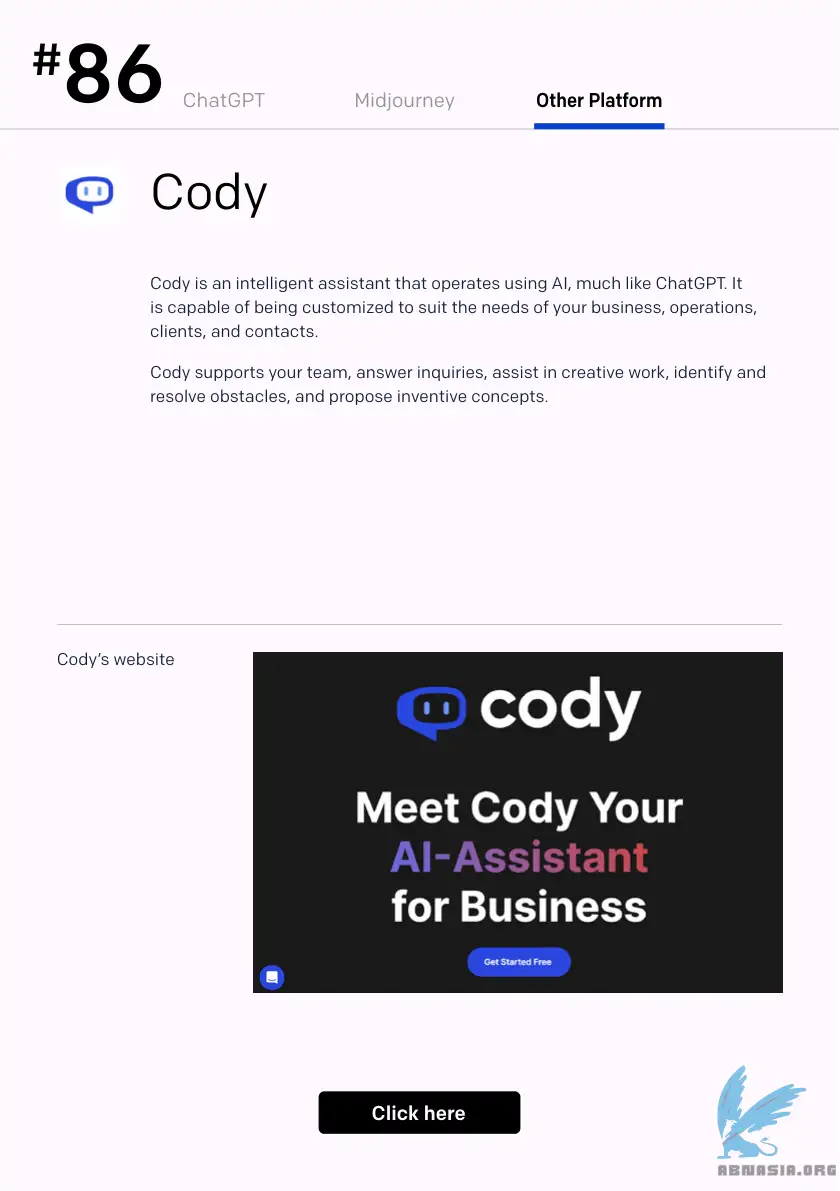 #86
ChatGPT
Midjourney
Other Platform
Cody
Cody is an intelligent assistant that operates using AI, much like ChatGPT. It
is capable of being customized to suit the needs of your business, operations,
clients, and contacts.
Cody supports your team, answer inquiries, assist in creative work, identify and
resolve obstacles, and propose inventive concepts.
Cody’s website
cody
Meet Cody Your
AI-Assistant
for Business
Get Started Free
Click here
ABNASIA.ORG